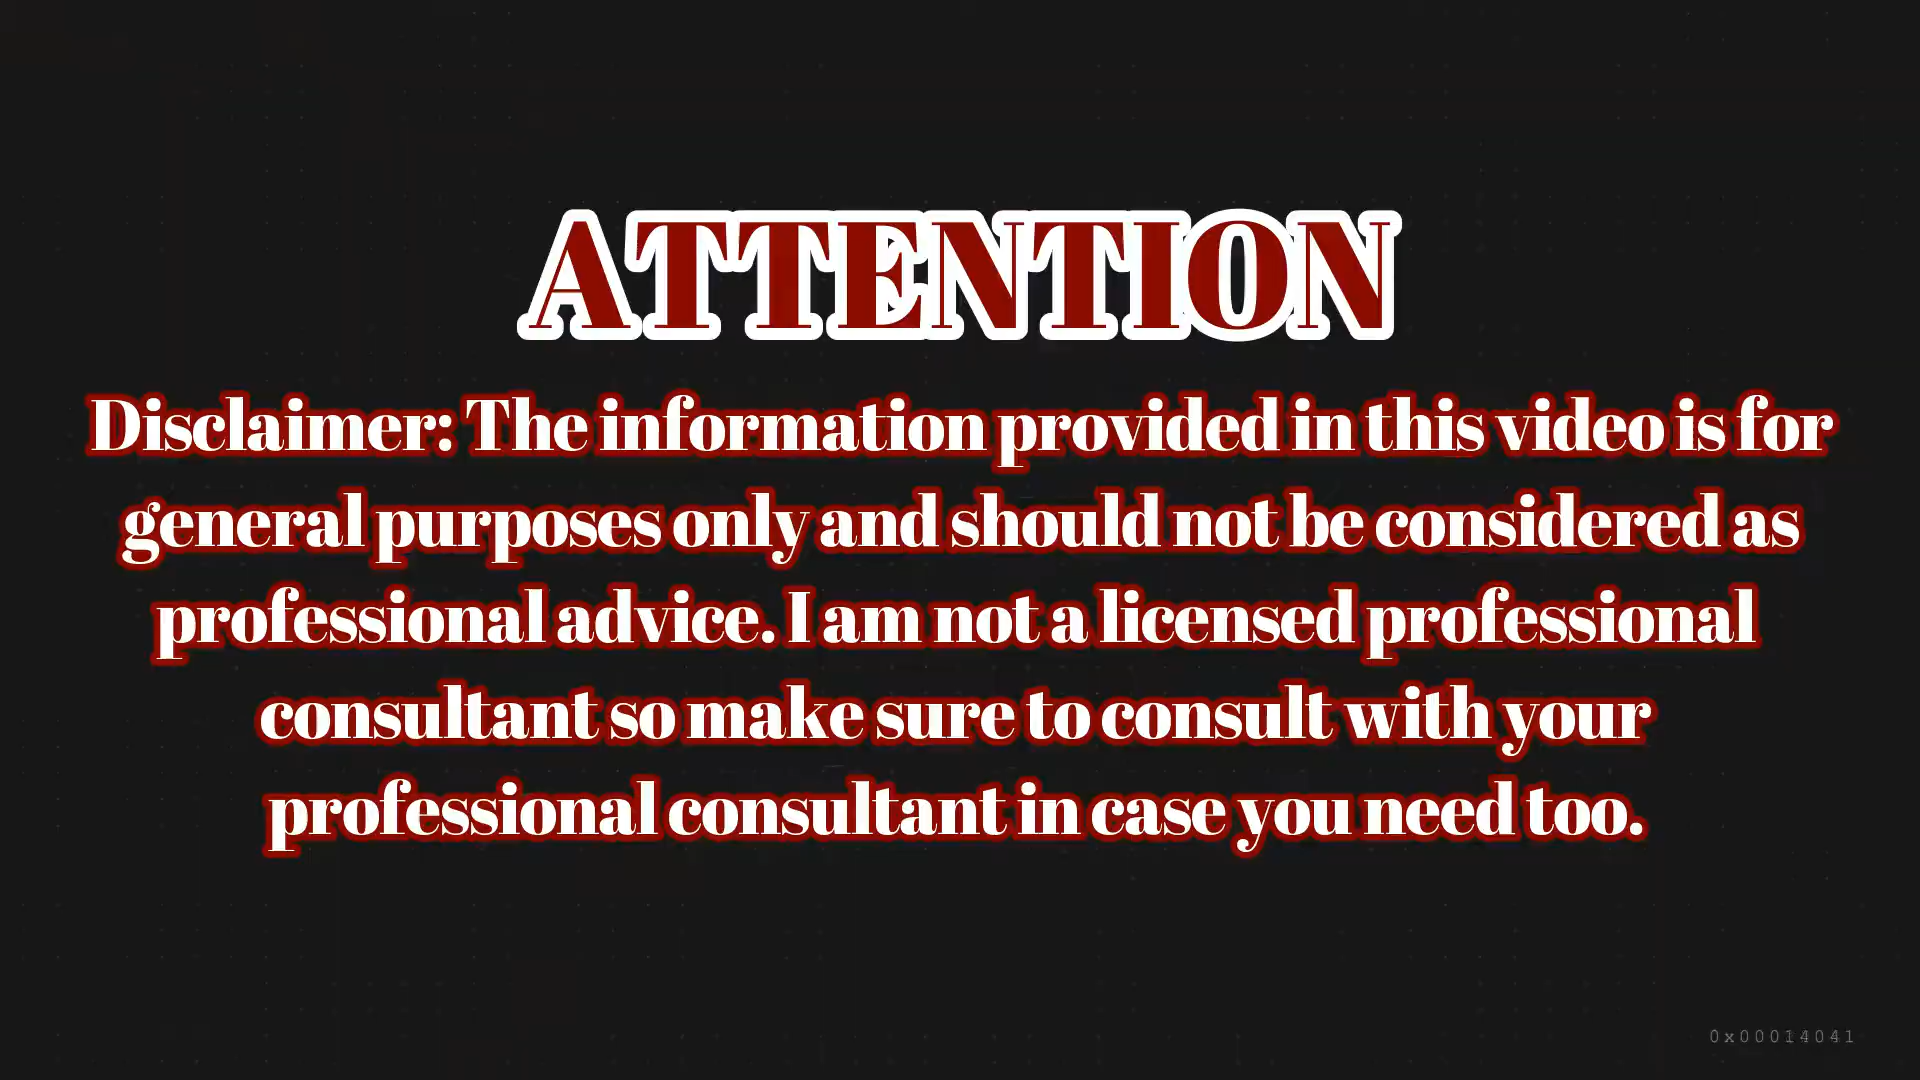 ATTENTION
Disclaimer: The information provided in this video is for
general purposes only and should not be considered as
professional advice. I am not a licensed professional
consultant so make sure to consult with your
professional consultant in case you need too.
0x00014041